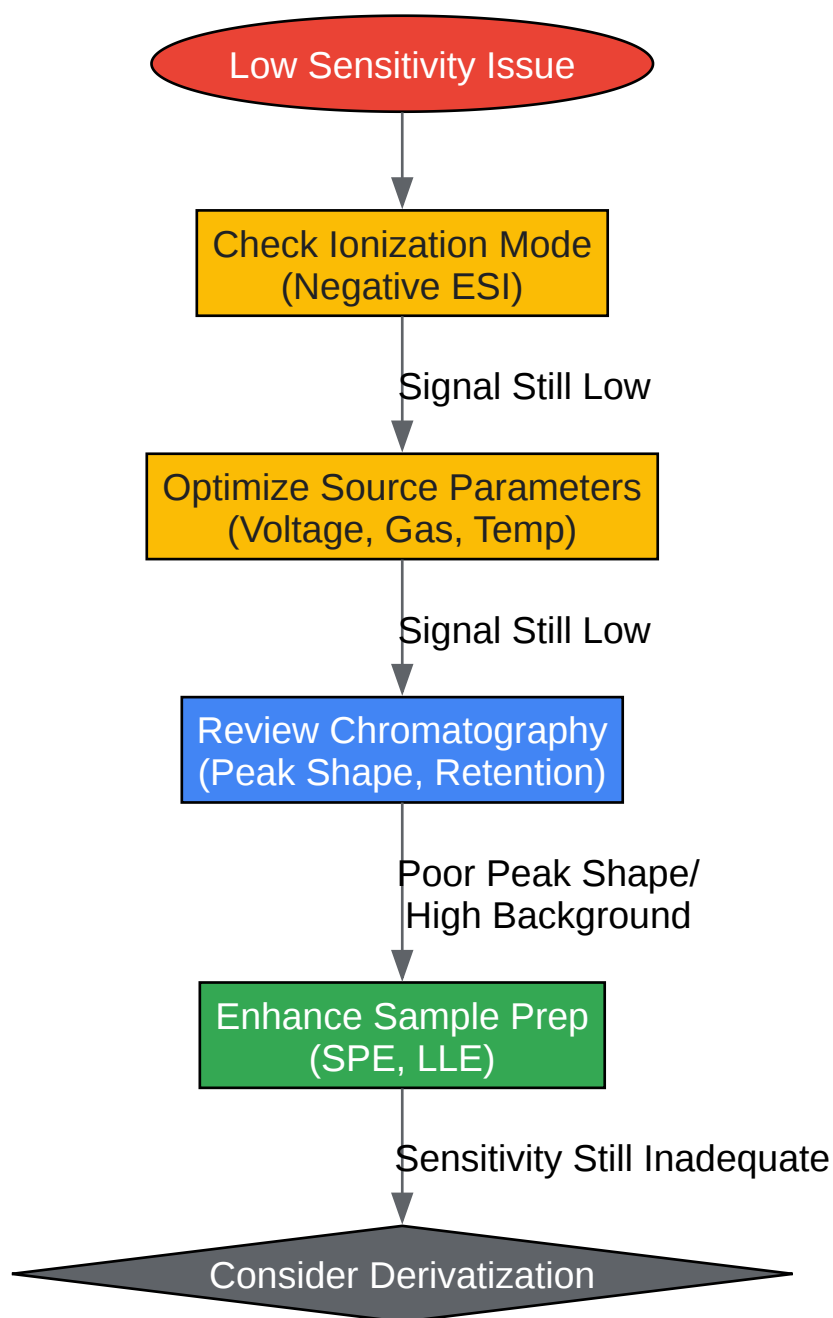 Low Sensitivity Issue
Check Ionization Mode
(Negative ESI)
Signal Still Low
Optimize Source Parameters
(Voltage, Gas, Temp)
Signal Still Low
Review Chromatography
(Peak Shape, Retention)
Poor Peak Shape/
High Background
Enhance Sample Prep
(SPE, LLE)
Sensitivity Still Inadequate
Consider Derivatization